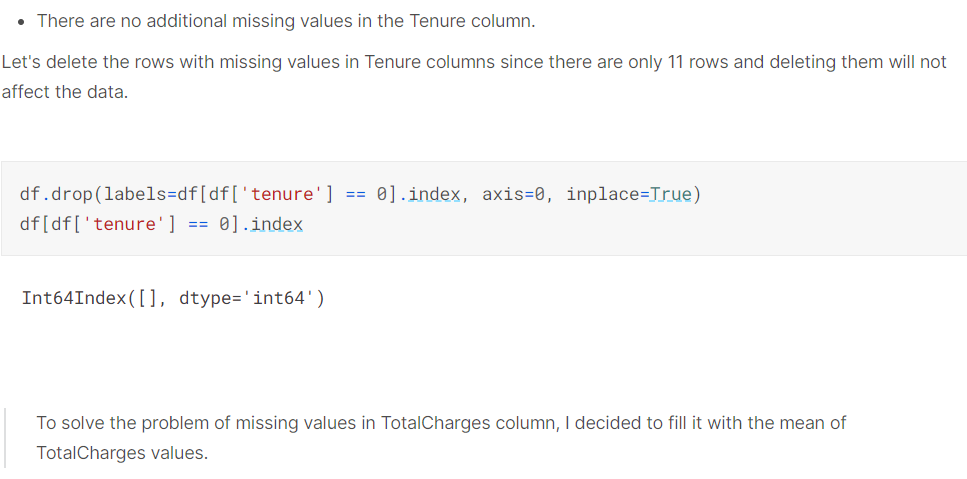 • There are no additional missing values in the Tenure column.
Let's delete the rows with missing values in Tenure columns since there are only 11 rows and deleting them will not
affect the data.
df.drop(labels=df[df['tenure'] == 0].index, axis=0, inplace=True)
df[df['tenure'] == 0].index
Int64Index([], dtype='int64')
To solve the problem of missing values in TotalCharges column, I decided to fill it with the mean of
TotalCharges values.